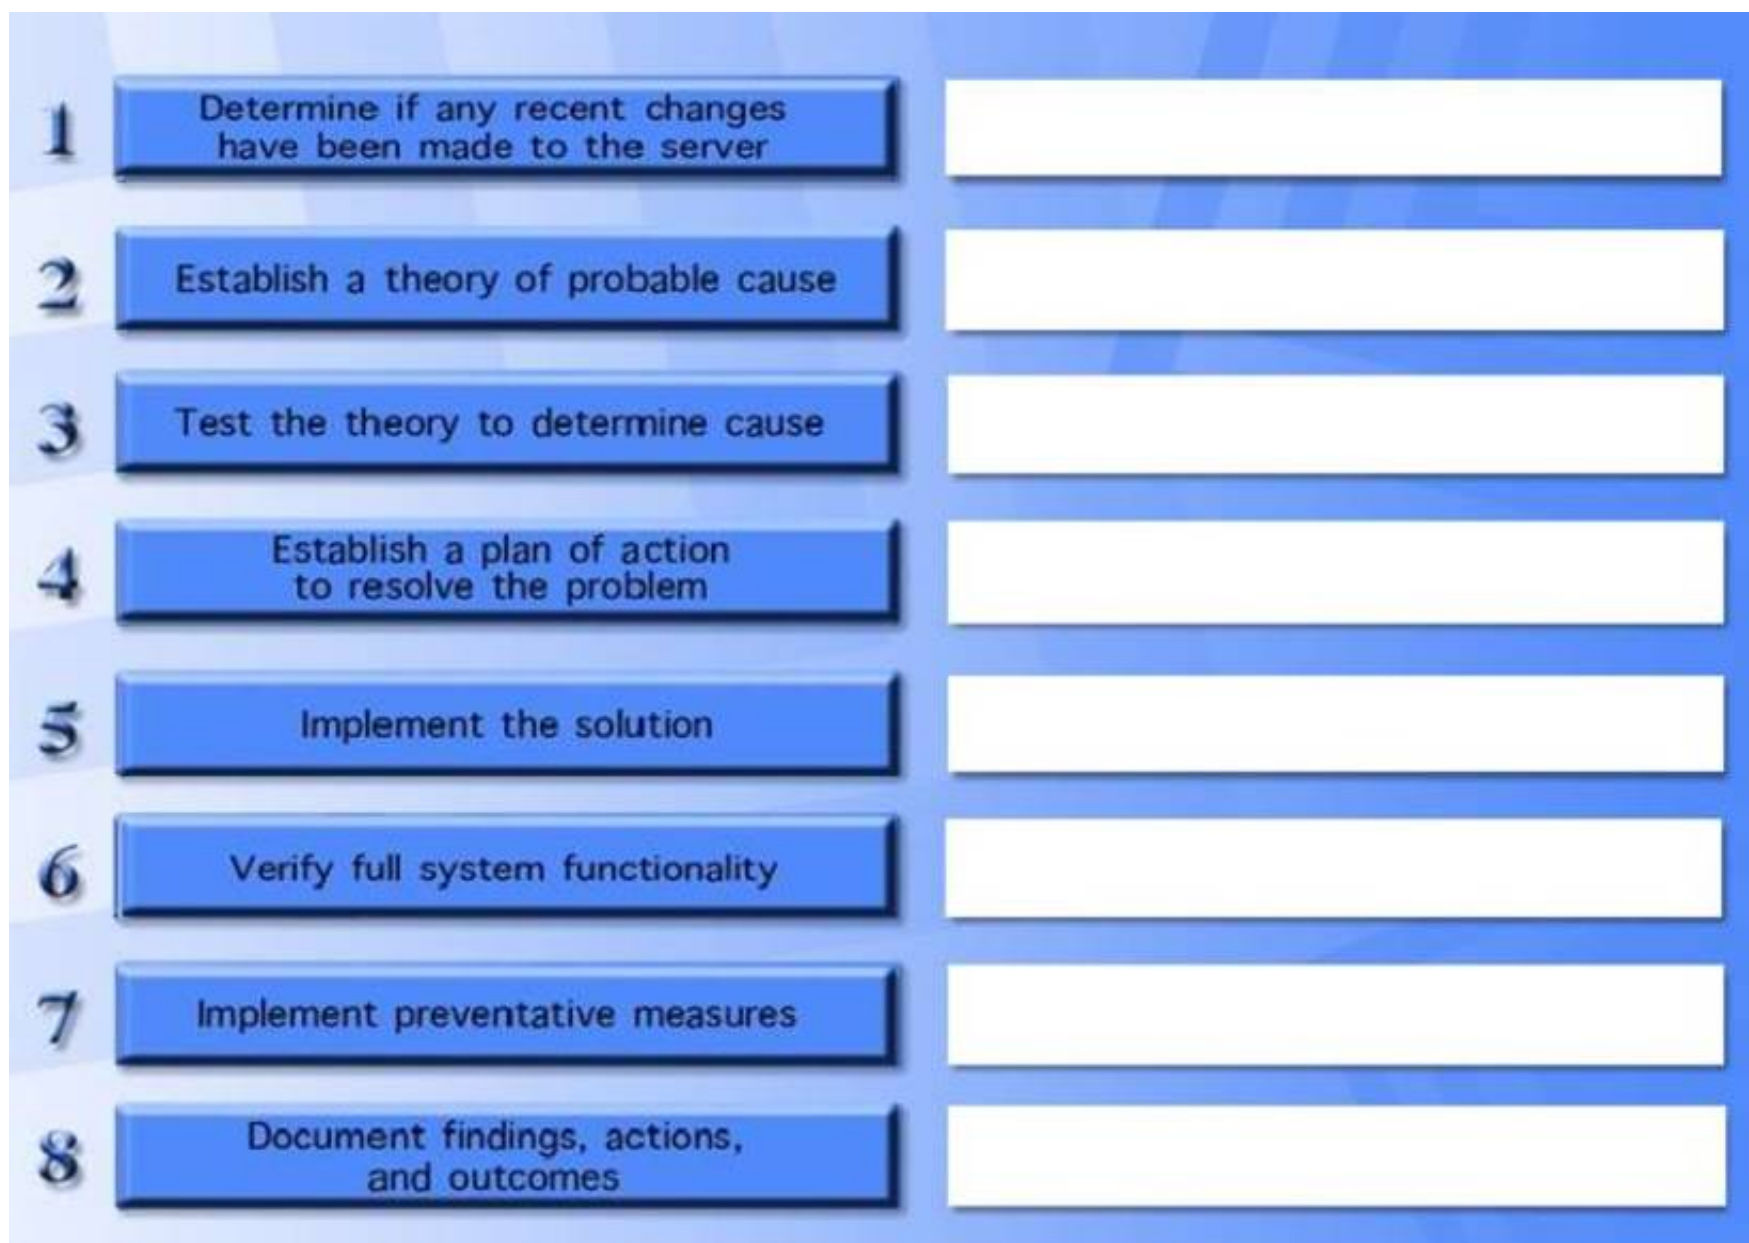 1
Determine if any recent changes
have been made to the server
2
Establish a theory of probable cause
3
Test the theory to determine cause
4
Establish a plan of action
to resolve the problem
5
Implement the solution
6
Verify full system functionality
7
Implement preventative measures
8
Document findings, actions,
and outcomes